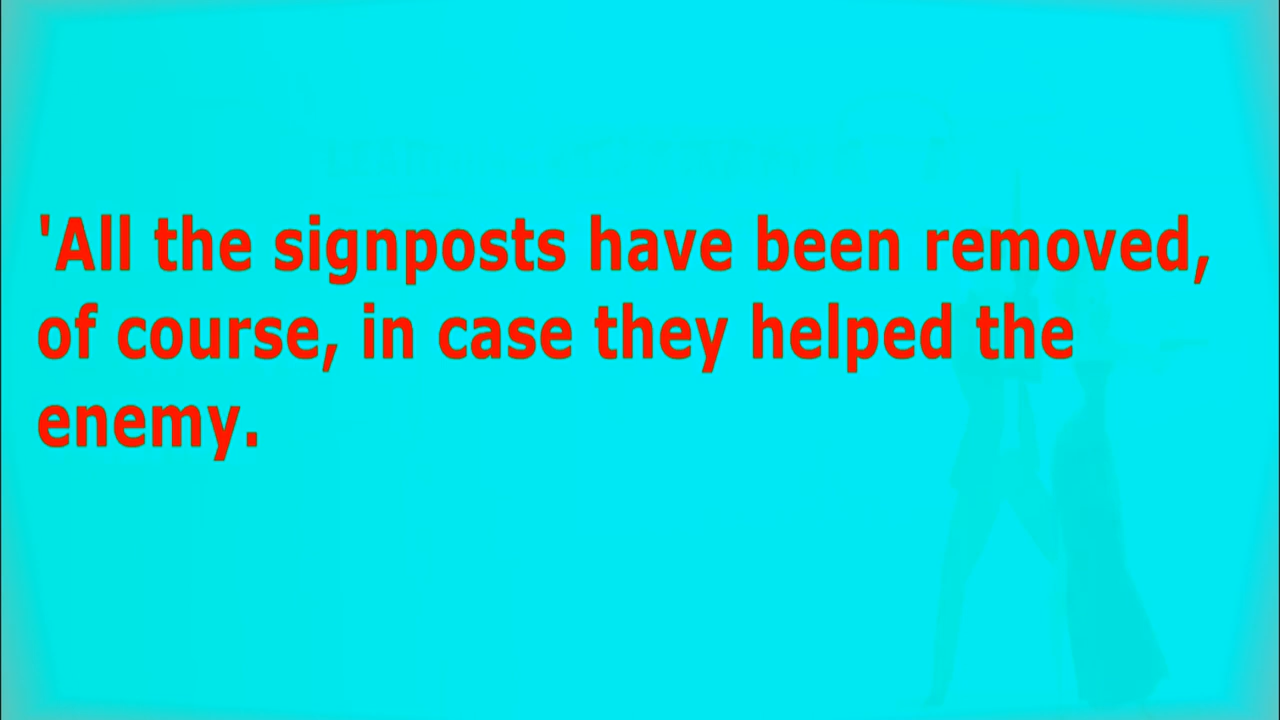 'All the signposts have been removed,
of course, in case they helped the
enemy.